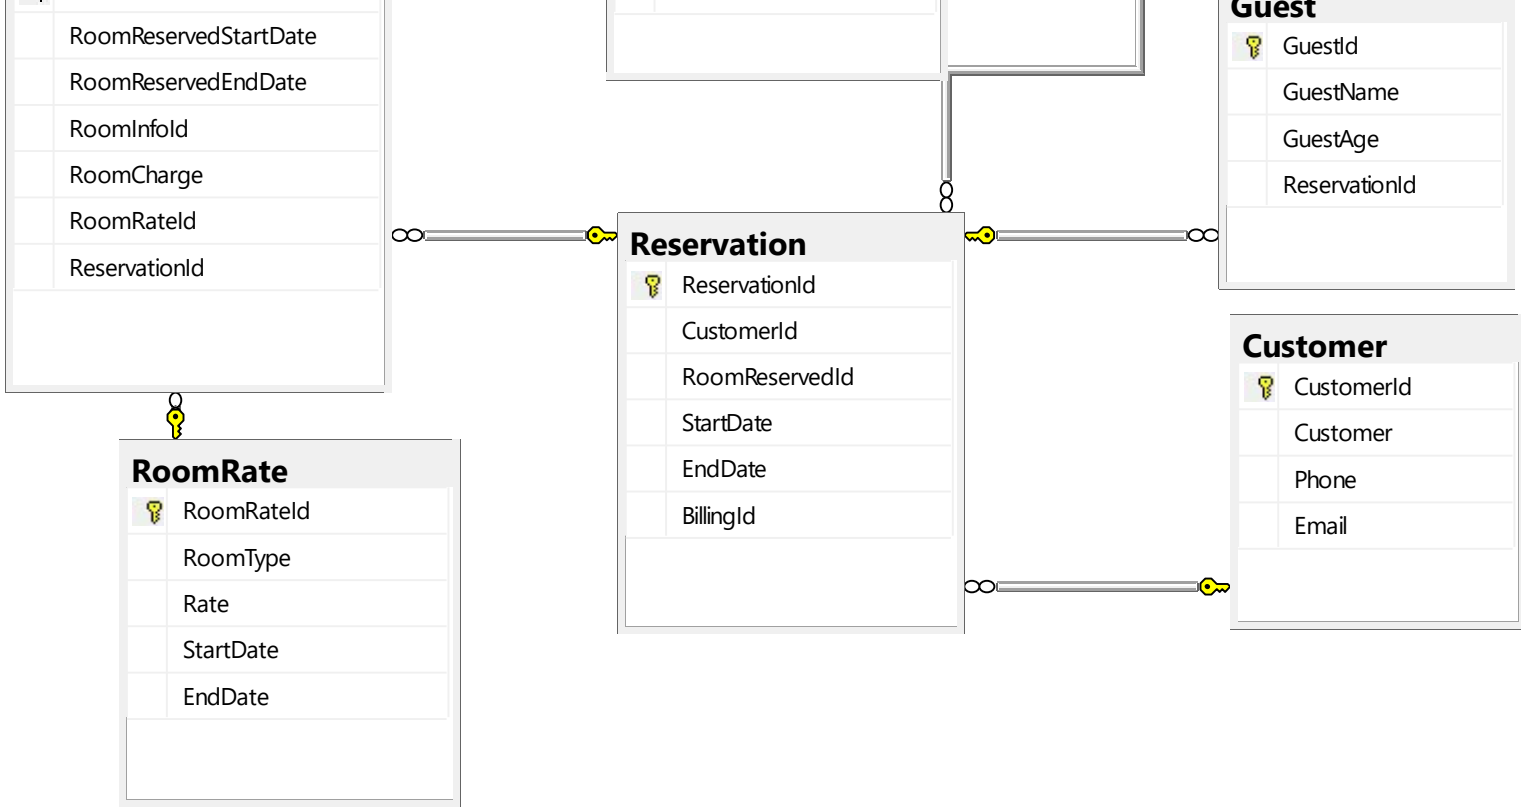 RoomReservedStartDate
RoomReservedEndDate
RoomInfoId
RoomCharge
RoomRateId
ReservationId
RoomRate
RoomRateId
RoomType
Rate
StartDate
EndDate
Reservation
ReservationId
CustomerId
RoomReservedId
StartDate
EndDate
BillingId
Guest
GuestId
GuestName
GuestAge
ReservationId
Customer
CustomerId
Customer
Phone
Email